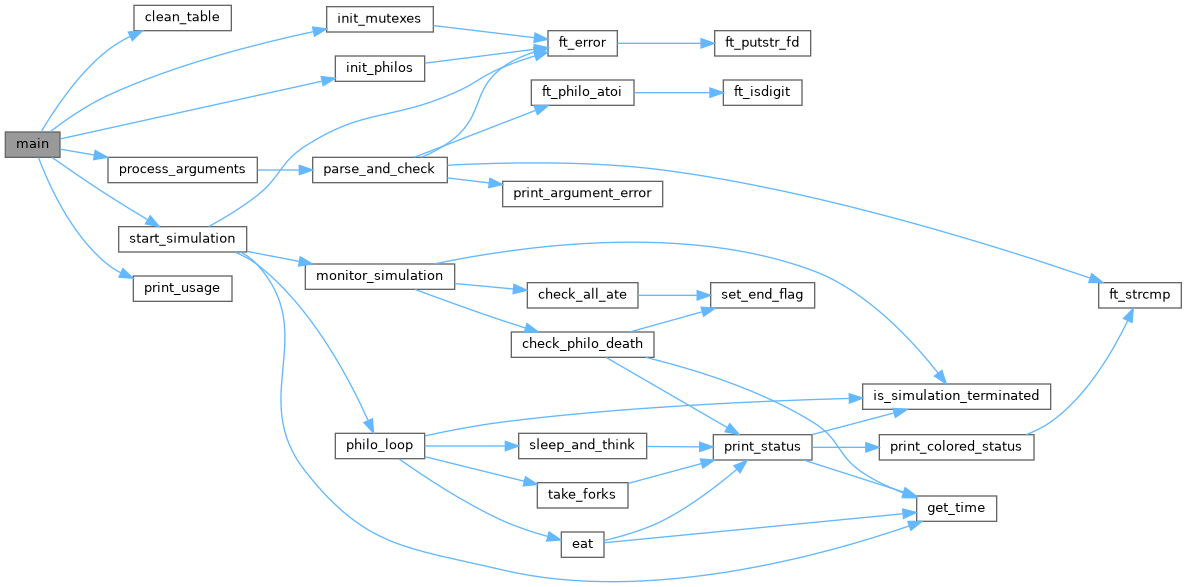 main
clean_table
init_mutexes
init_philos
process_arguments
start_simulation
print_usage
parse_and_check
monitor_simulation
philo_loop
ft_error
ft_philo_atoi
print_argument_error
check_all_ate
check_philo_death
sleep_and_think
take_forks
eat
ft_putstr_fd
ft_isdigit
set_end_flag
print_status
is_simulation_terminated
print_colored_status
get_time
ft_strcmp